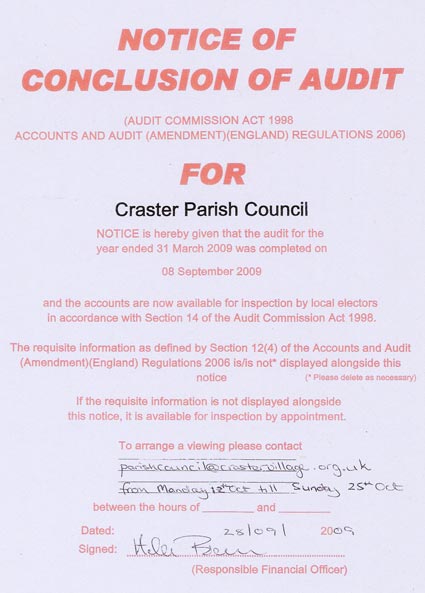 NOTICE OF
CONCLUSION OF AUDIT
(AUDIT COMMISSION ACT 1998
ACCOUNTS AND AUDIT (AMENDMENT)(ENGLAND) REGULATIONS 2006)
FOR
Craster Parish Council
NOTICE is hereby given that the audit for the
year ended 31 March 2009 was completed on
08 September 2009
and the accounts are now available for inspection by local electors
in accordance with Section 14 of the Audit Commission Act 1998.
The requisite information as defined by Section 12(4) of the Accounts and Audit
(Amendment)(England) Regulations 2006 is/is not* displayed alongside this
notice (* Please delete as necessary)
If the requisite information is not displayed alongside
this notice, it is available for inspection by appointment.
To arrange a viewing please contact
parishcouncil@crastervillage.org.uk
from Monday 12th Oct till Sunday 25th Oct
between the hours of ________ and ________
Dated: 28/09/ 2009
Signed:
(Responsible Financial Officer)